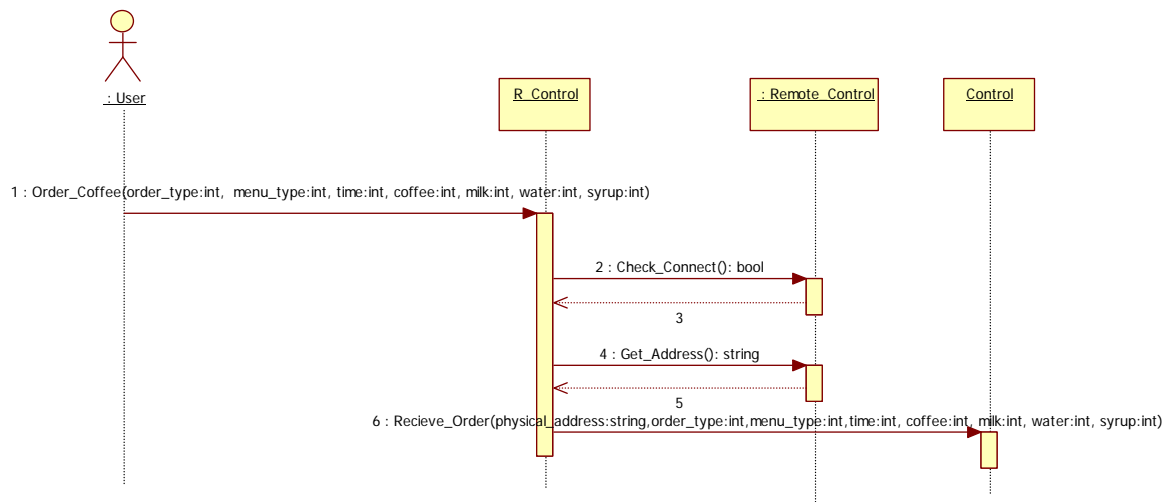 : User
R_Control
: Remote_Control
Control
1 : Order_Coffee(order_type:int, menu_type:int, time:int, coffee:int, milk:int, water:int, syrup:int)
2 : Check_Connect(): bool
3
4 : Get_Address(): string
5
6 : Recieve_Order(physical_address:string,order_type:int,menu_type:int,time:int, coffee:int, milk:int, water:int, syrup:int)